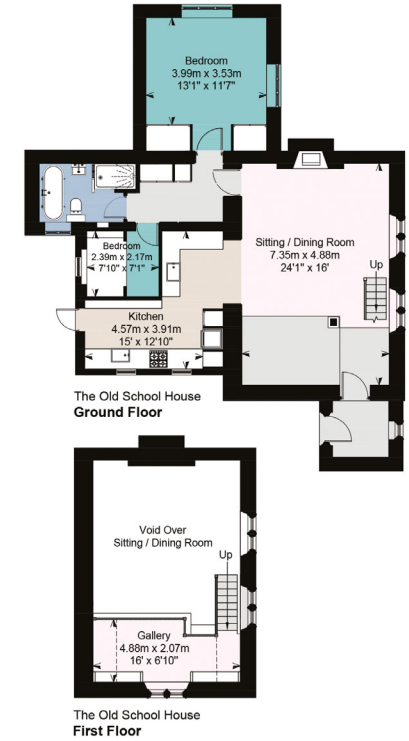 Bedroom
3.99m x 3.53m
13'1" x 11'7"
Bedroom
2.39m x 2.17m
7'10" x 7'1"
Sitting / Dining Room
7.35m x 4.88m
24'1" x 16'
Up
Kitchen
4.57m x 3.91m
15' x 12'10"
The Old School House
Ground Floor
Void Over
Sitting / Dining Room
Up
Gallery
4.88m x 2.07m
16' x 6'10"
The Old School House
First Floor